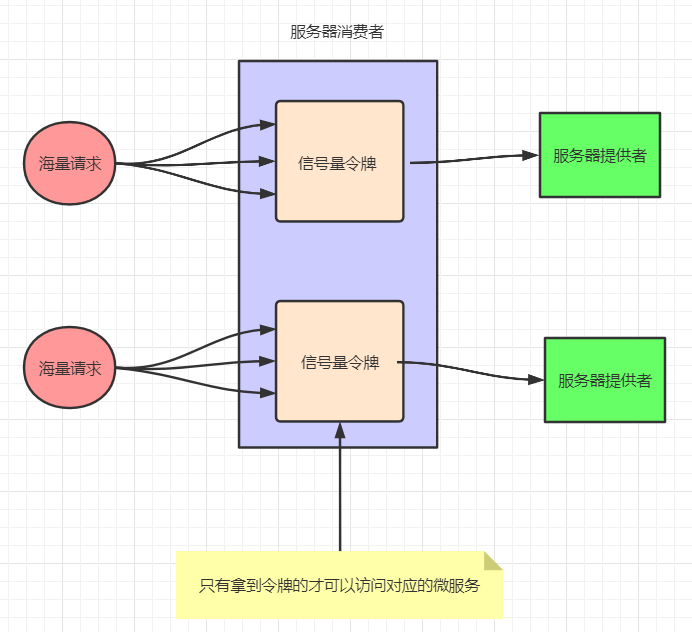 服务器消费者
海量请求
信号量令牌
服务器提供者
海量请求
信号量令牌
服务器提供者
只有拿到令牌的才可以访问对应的微服务